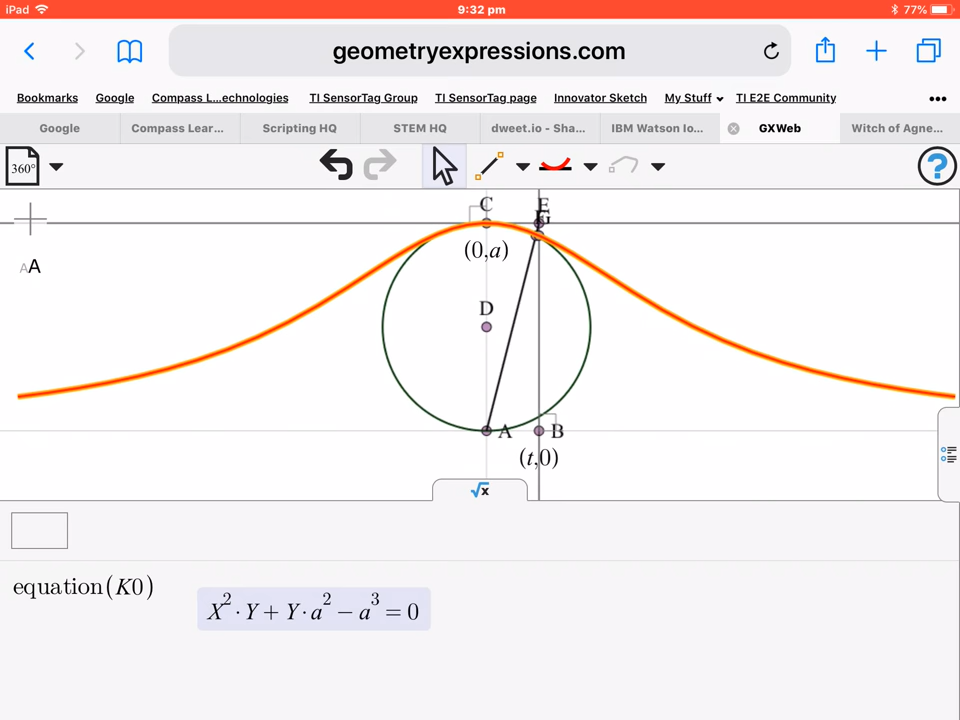 iPad 9:32 pm 77%
geometryexpressions.com
Bookmarks Google Compass L...echnologies TI SensorTag Group TI SensorTag page Innovator Sketch My Stuff TI E2E Community •••
Google Compass Lear... Scripting HQ STEM HQ dweet.io - Sha... IBM Watson Io... GXWeb Witch of Agne...
360° ?
C E
(0,a)
AA
D
A B
(t,0)
√x
equation(K0) X²·Y+Y·a²−a³=0